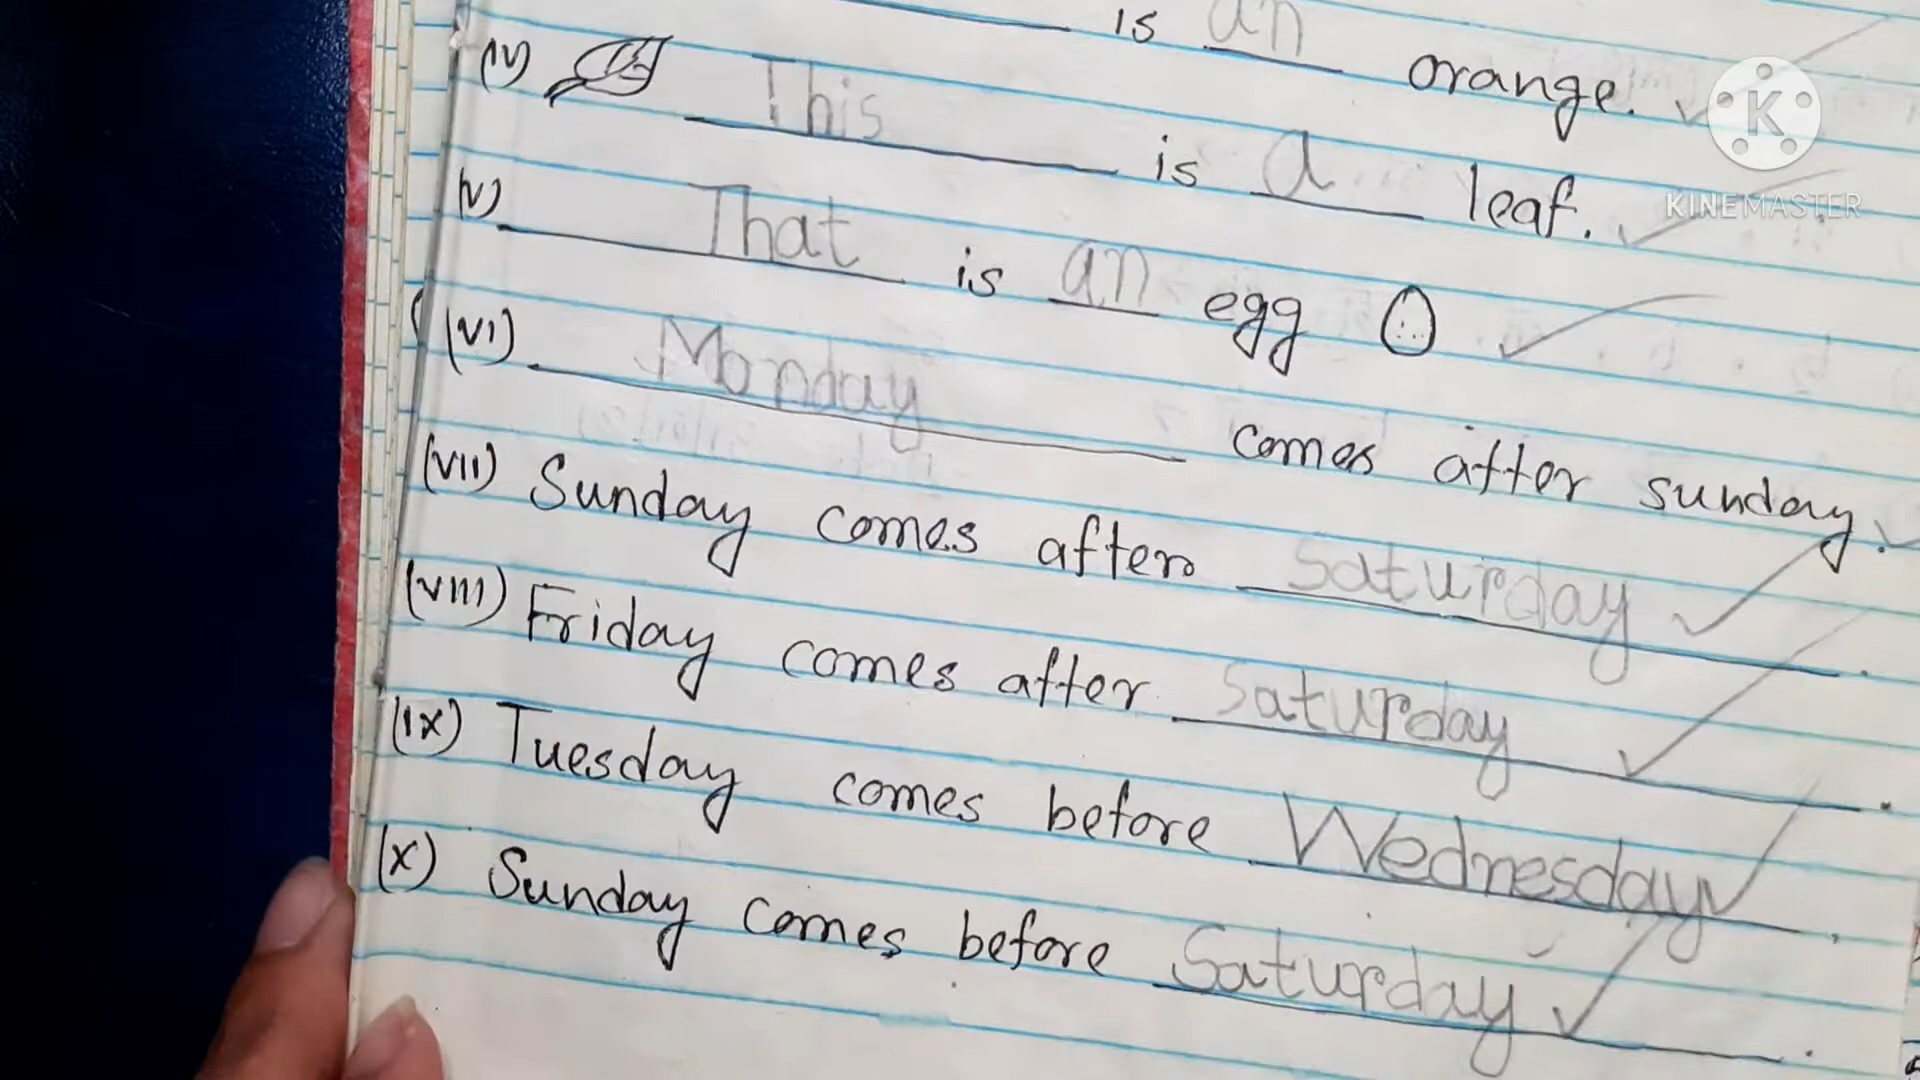 is an orange.
(iv) This is a leaf.
(v) That is an egg
(vi) Monday comes after sunday.
(vii) Sunday comes after Saturday.
(viii) Friday comes after Saturday.
(ix) Tuesday comes before Wednesday.
(x) Sunday comes before Saturday.
K
KINEMASTER